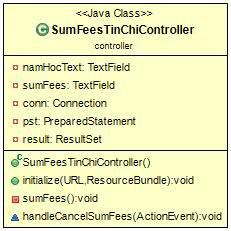 <<Java Class>>
SumFeesTinChiController
controller
namHocText: TextField
sumFees: TextField
conn: Connection
pst: PreparedStatement
result: ResultSet
SumFeesTinChiController()
initialize(URL,ResourceBundle):void
sumFees():void
handleCancelSumFees(ActionEvent):void